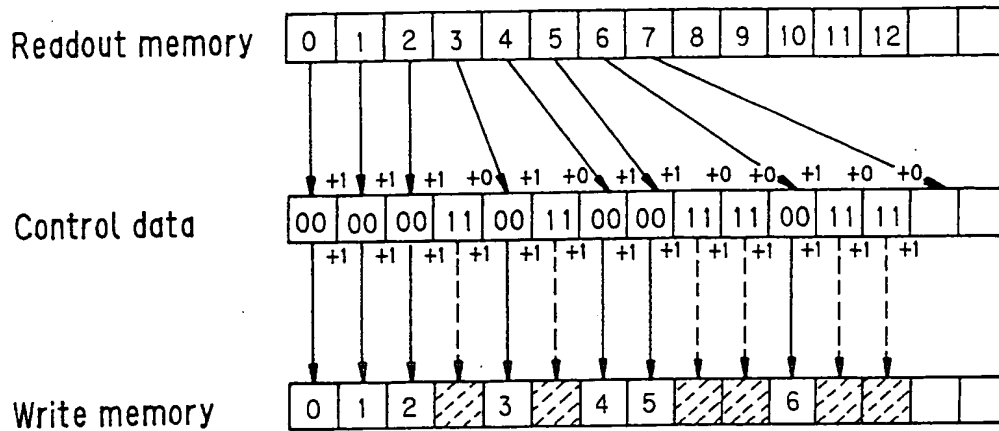 Readout memory 0 1 2 3 4 5 6 7 8 9 10 11 12
+1 +1 +1 +0 +1 +0 +1 +1 +0 +0 +1 +0 +0
Control data 00 00 00 11 00 11 00 00 11 11 00 11 11
+1 +1 +1 +1 +1 +1 +1 +1 +1 +1 +1 +1 +1
Write memory 0 1 2 3 4 5 6